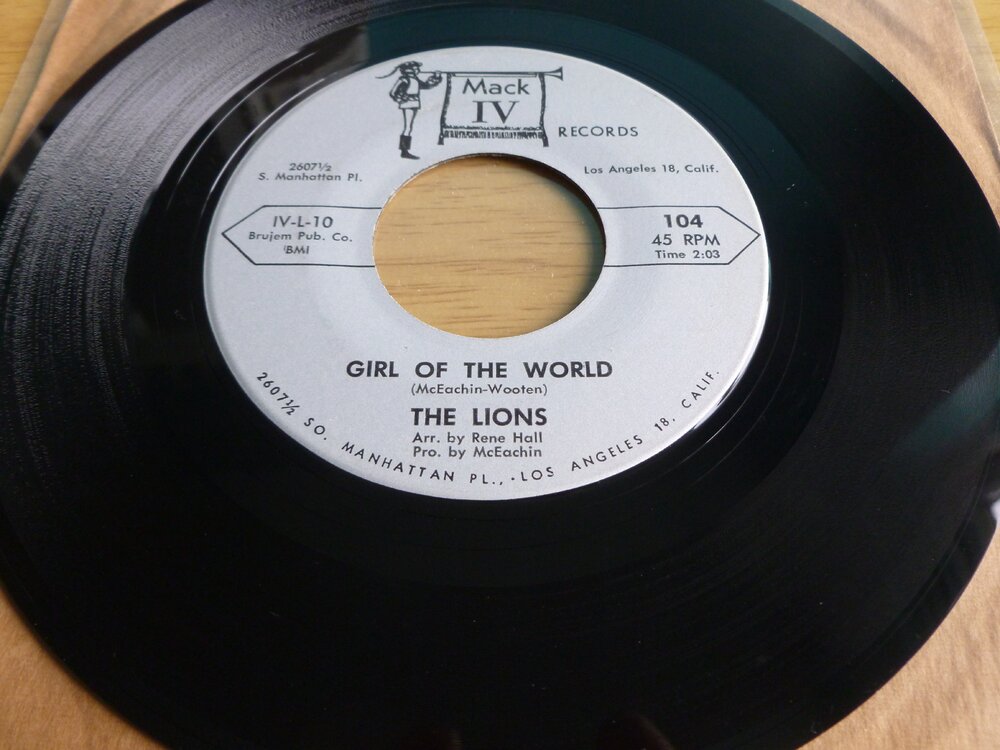 Mack
IV
RECORDS
2607½
S. Manhattan Pl.
Los Angeles 18, Calif.
IV-L-10
Brujem Pub. Co.
BMI
104
45 RPM
Time 2:03
GIRL OF THE WORLD
(McEachin-Wooten)
THE LIONS
Arr. by Rene Hall
Pro. by McEachin
2607½ SO. MANHATTAN PL., · LOS ANGELES 18, CALIF.